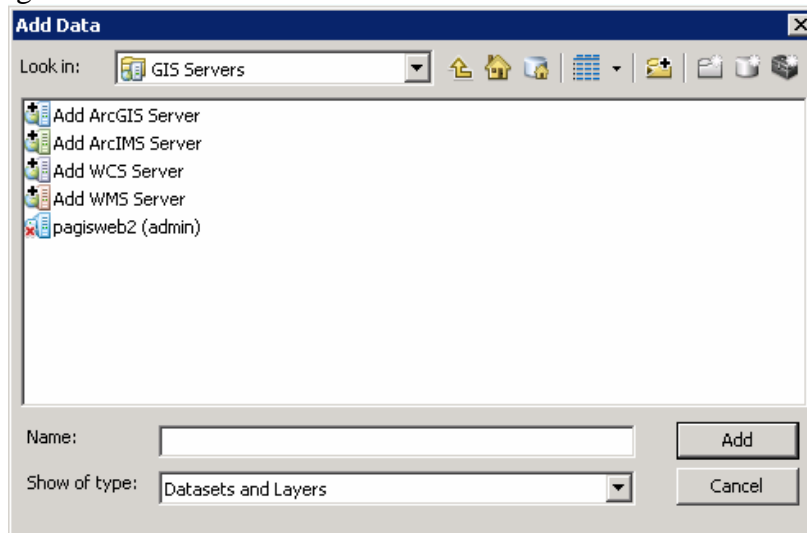 Add Data
Look in: GIS Servers
Add ArcGIS Server
Add ArcIMS Server
Add WCS Server
Add WMS Server
pagisweb2 (admin)
Name: Add
Show of type: Datasets and Layers Cancel